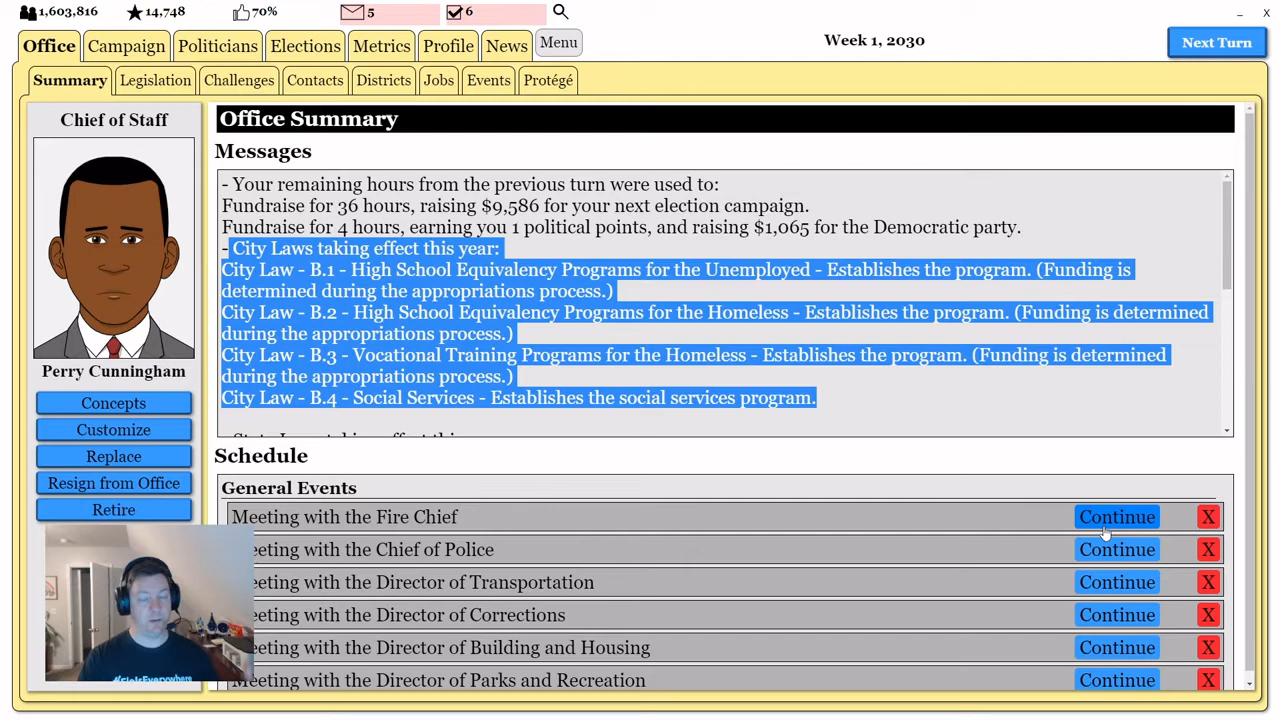 1,603,816 14,748 70% 5 6
Office Campaign Politicians Elections Metrics Profile News Menu Week 1, 2030 Next Turn
Summary Legislation Challenges Contacts Districts Jobs Events Protégé
Chief of Staff
Perry Cunningham
Concepts
Customize
Replace
Resign from Office
Retire
Office Summary
Messages
- Your remaining hours from the previous turn were used to:
Fundraise for 36 hours, raising $9,586 for your next election campaign.
Fundraise for 4 hours, earning you 1 political points, and raising $1,065 for the Democratic party.
- City Laws taking effect this year:
City Law - B.1 - High School Equivalency Programs for the Unemployed - Establishes the program. (Funding is
determined during the appropriations process.)
City Law - B.2 - High School Equivalency Programs for the Homeless - Establishes the program. (Funding is determined
during the appropriations process.)
City Law - B.3 - Vocational Training Programs for the Homeless - Establishes the program. (Funding is determined
during the appropriations process.)
City Law - B.4 - Social Services - Establishes the social services program.
Schedule
General Events
Meeting with the Fire Chief Continue X
eeting with the Chief of Police Continue X
eeting with the Director of Transportation Continue X
eeting with the Director of Corrections Continue X
eeting with the Director of Building and Housing Continue X
eeting with the Director of Parks and Recreation Continue X